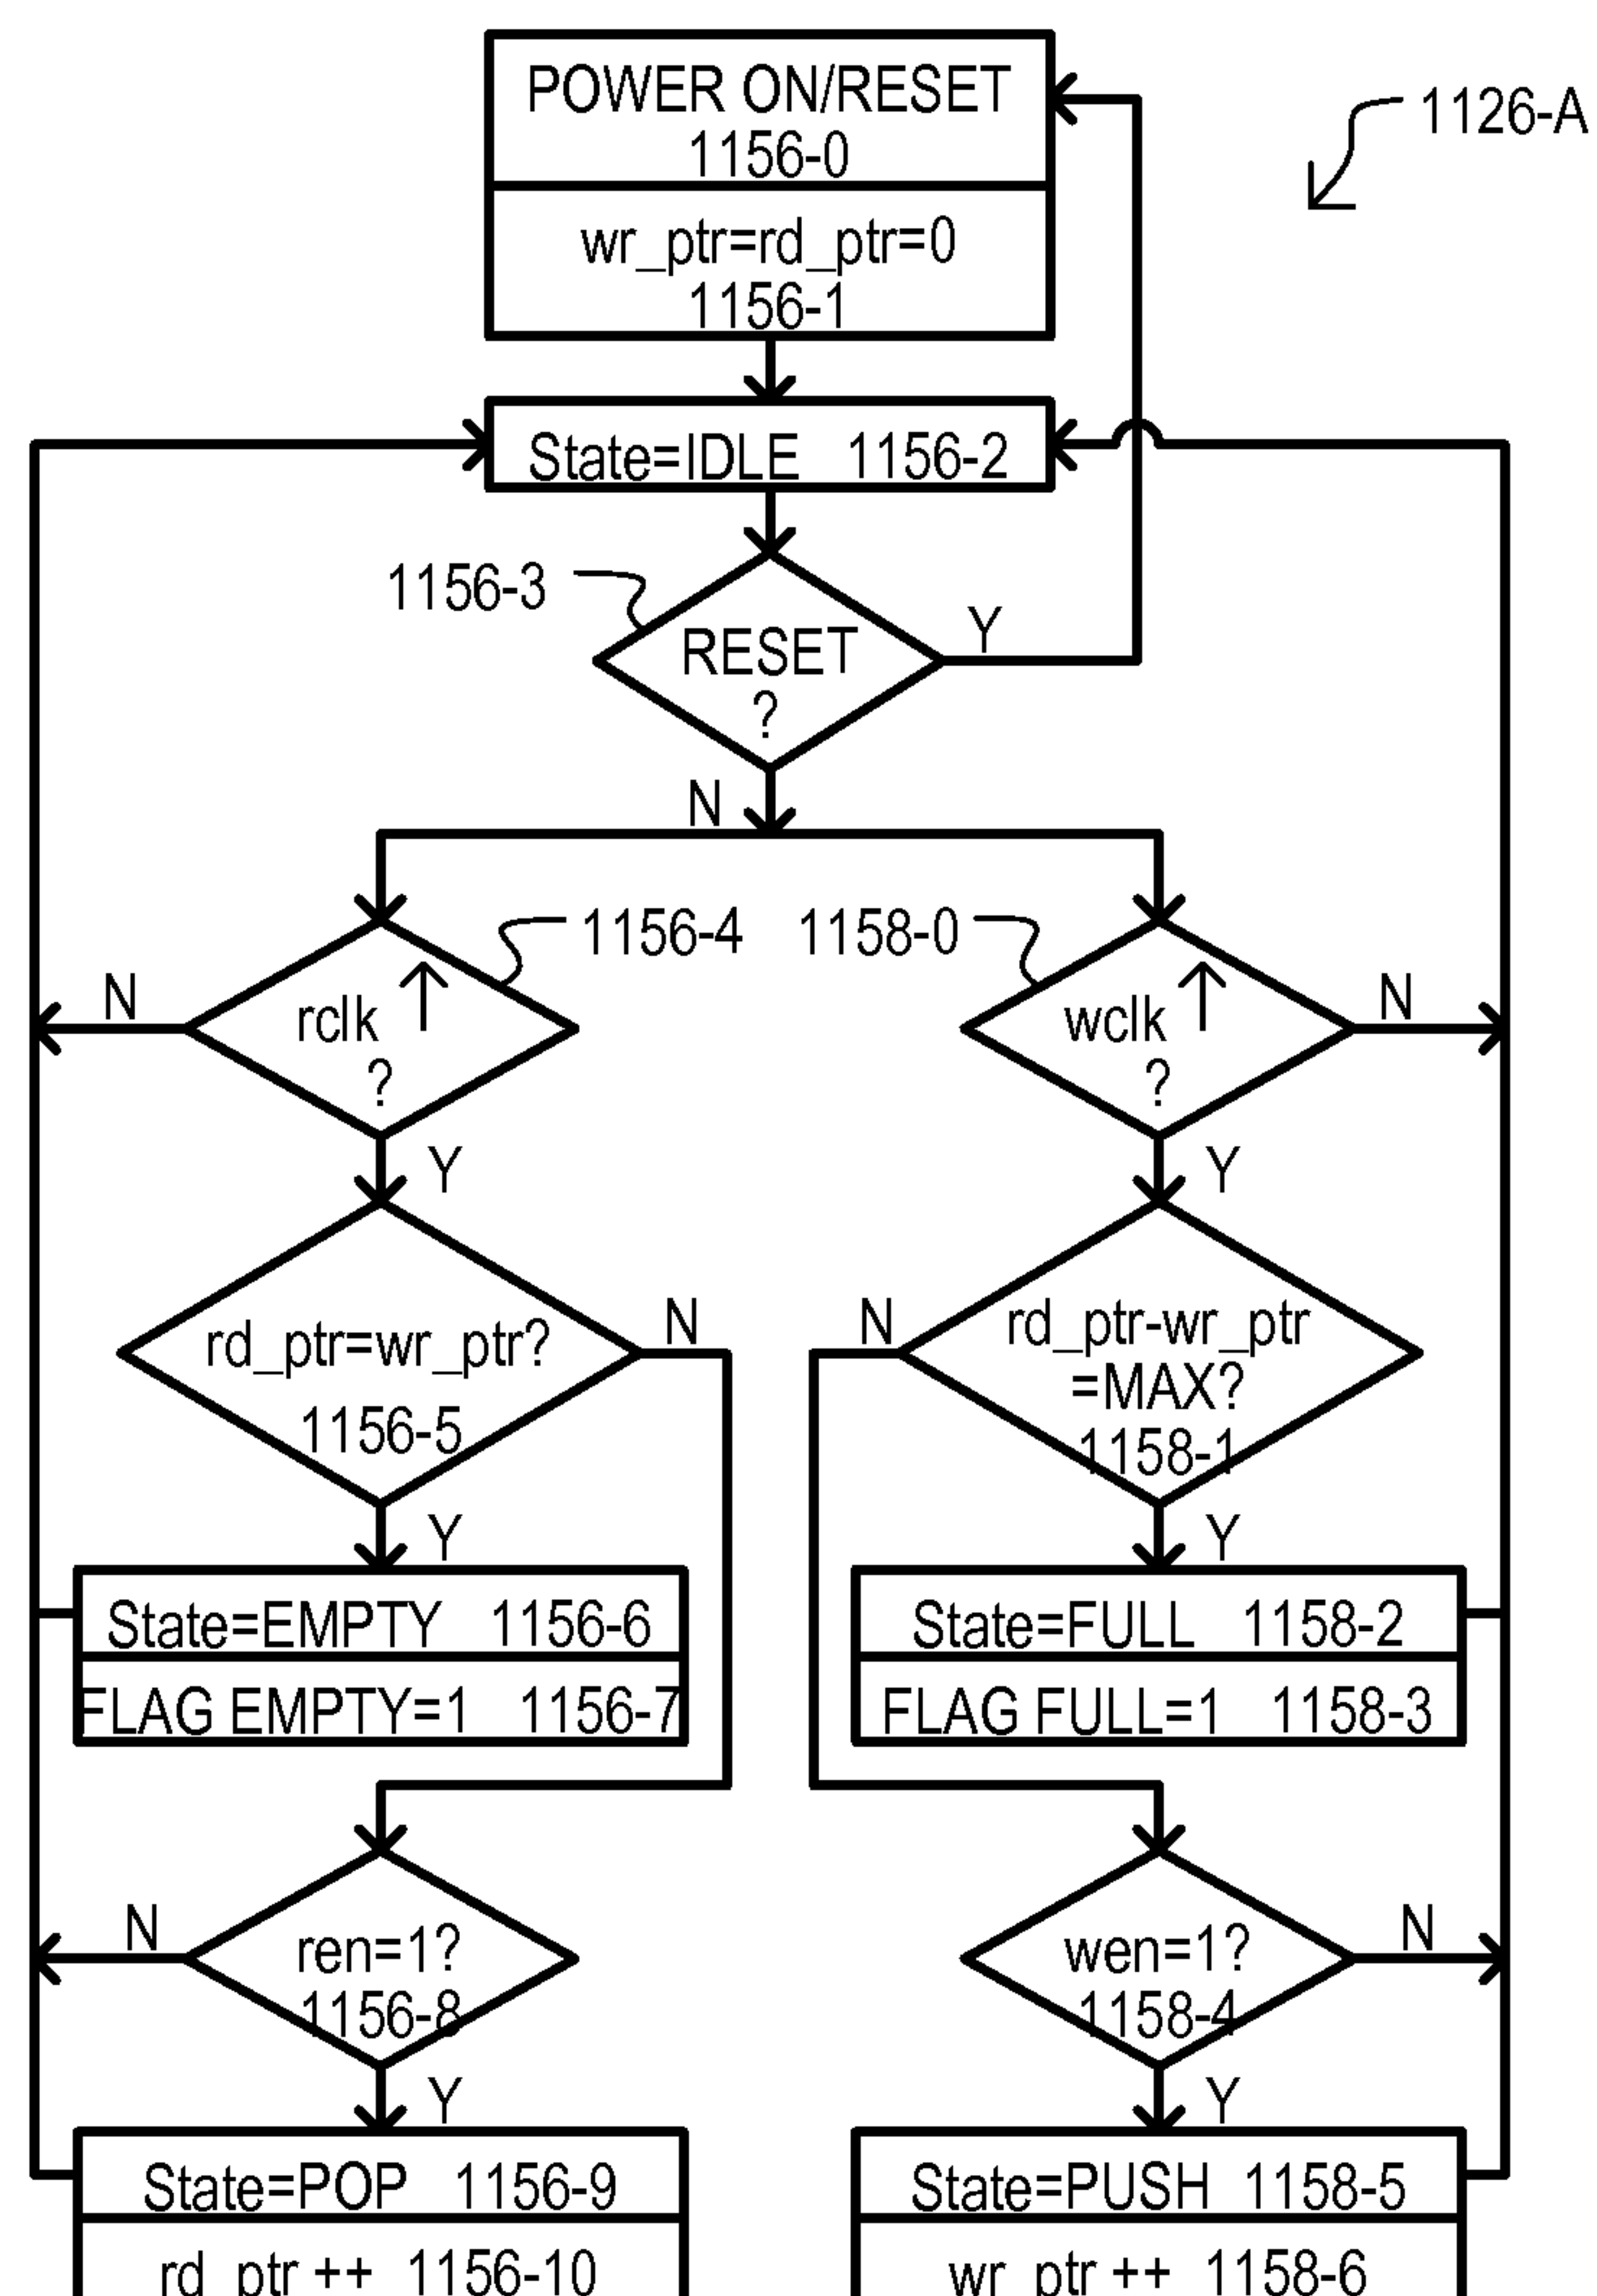 POWER ON/RESET
1156-0
1126-A
wr_ptr=rd_ptr=0
1156-1
State=IDLE 1156-2
1156-3
RESET
?
Y
N
1156-4
1158-0
N
rclk ↑
?
wclk ↑
?
N
Y
Y
rd_ptr=wr_ptr?
1156-5
N
N
rd_ptr-wr_ptr
=MAX?
1158-1
Y
Y
State=EMPTY 1156-6
FLAG EMPTY=1 1156-7
State=FULL 1158-2
FLAG FULL=1 1158-3
N
ren=1?
1156-8
wen=1?
1158-4
N
Y
Y
State=POP 1156-9
rd_ptr ++ 1156-10
State=PUSH 1158-5
wr_ptr ++ 1158-6